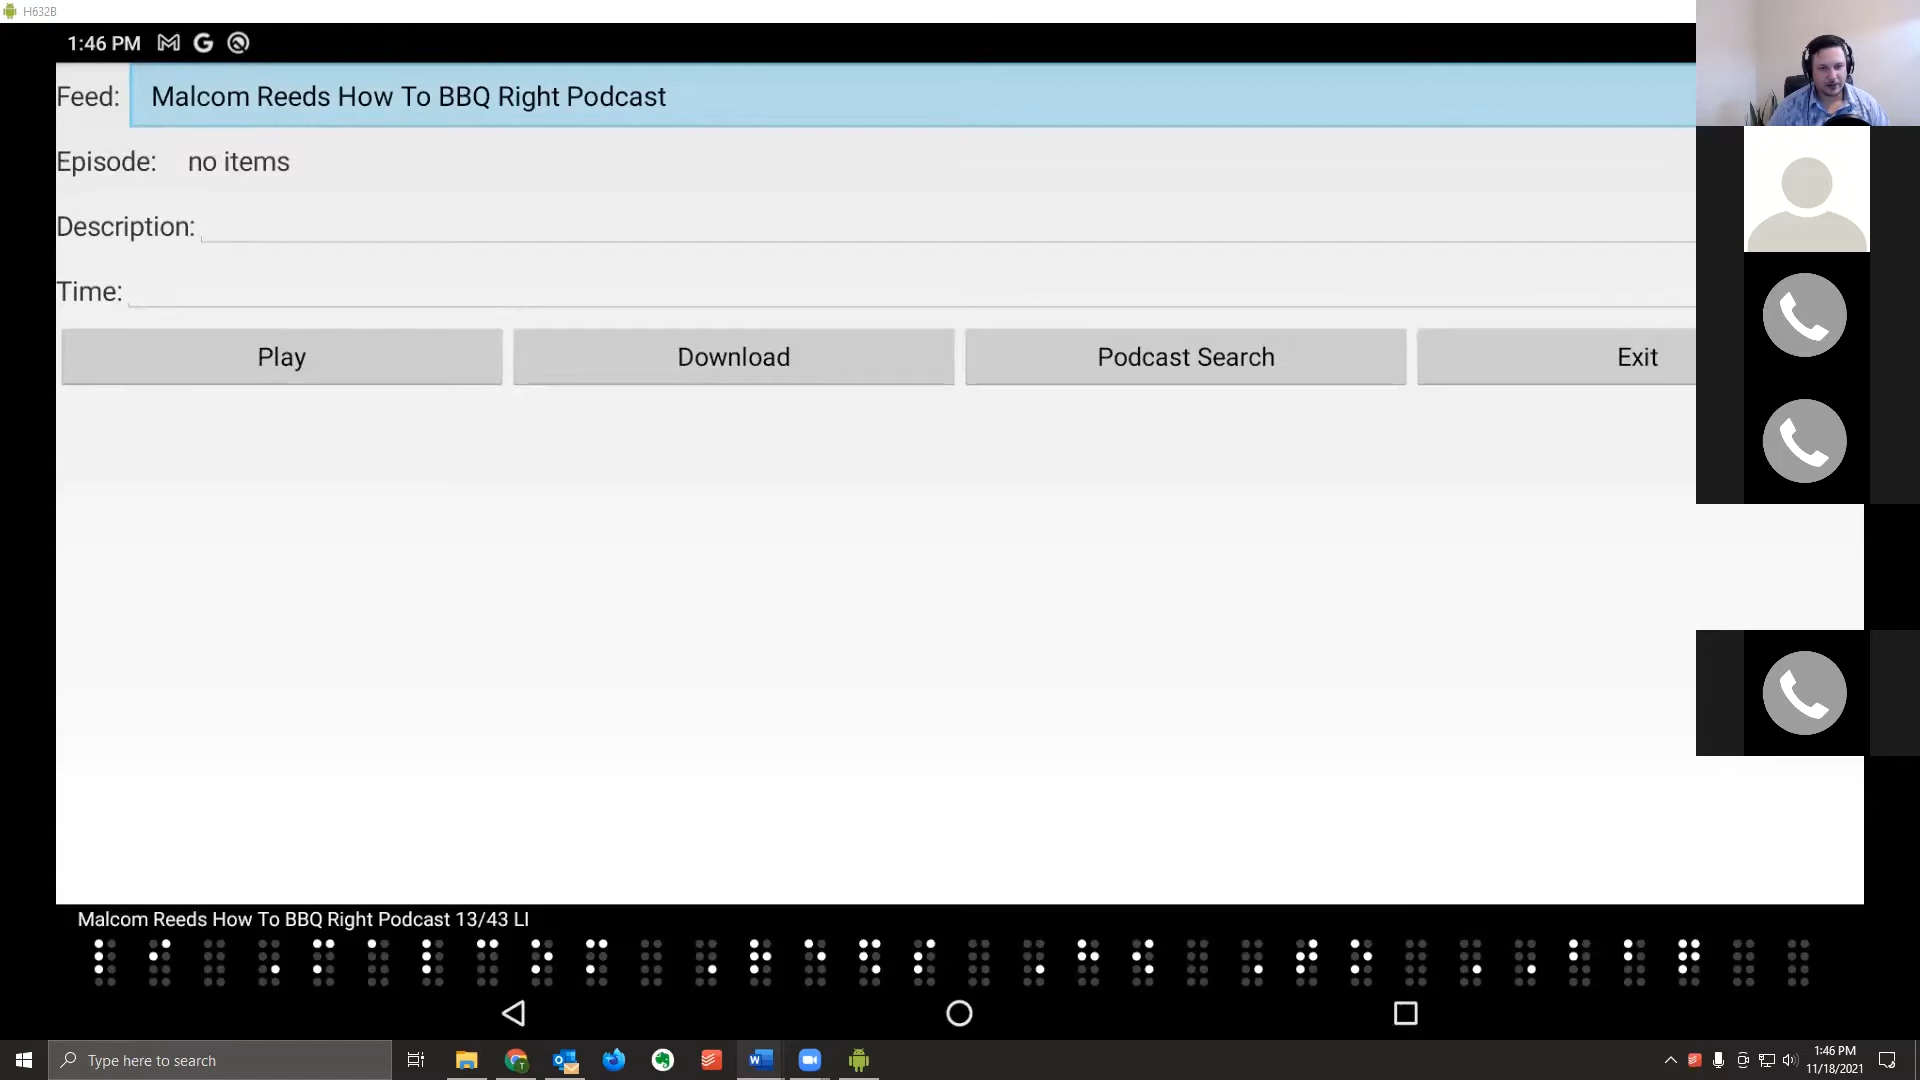 H632B
1:46 PM
Feed: Malcom Reeds How To BBQ Right Podcast
Episode: no items
Description:
Time:
Play Download Podcast Search Exit
Malcom Reeds How To BBQ Right Podcast 13/43 LI
Type here to search
1:46 PM
11/18/2021